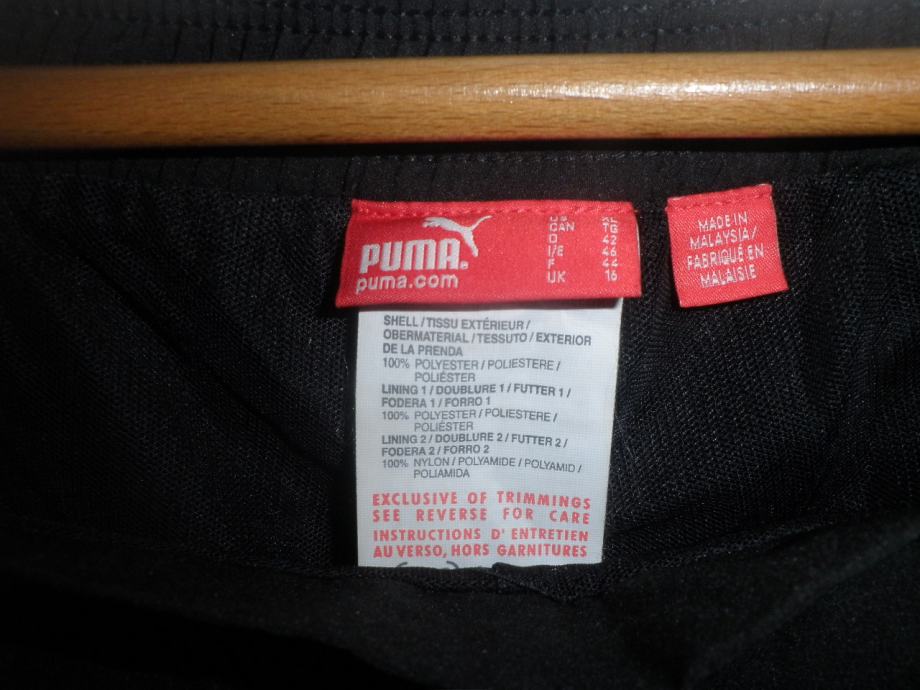 PUMA
puma.com
US XL
CAN TG
D 42
I/E 46
F 44
UK 16
MADE IN
MALAYSIA/
FABRIQUÉ EN
MALAISIE
SHELL / TISSU EXTÉRIEUR /
OBERMATERIAL / TESSUTO / EXTERIOR
DE LA PRENDA
100% POLYESTER / POLIESTERE /
POLIÉSTER
LINING 1 / DOUBLURE 1 / FUTTER 1 /
FODERA 1 / FORRO 1
100% POLYESTER / POLIESTERE /
POLIÉSTER
LINING 2 / DOUBLURE 2 / FUTTER 2 /
FODERA 2 / FORRO 2
100% NYLON / POLYAMIDE / POLYAMID /
POLIAMIDA
EXCLUSIVE OF TRIMMINGS
SEE REVERSE FOR CARE
INSTRUCTIONS D'ENTRETIEN
AU VERSO, HORS GARNITURES